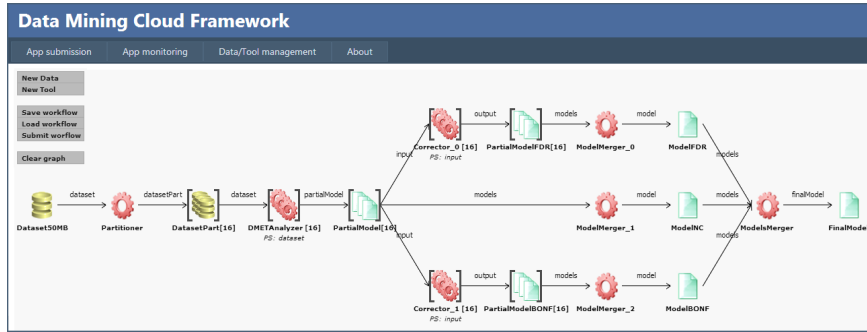 Data Mining Cloud Framework
App submission App monitoring Data/Tool management About
New Data
New Tool
Save workflow
Load workflow
Submit worflow
Clear graph
output models model
Corrector_0 [16] PartialModelFDR[16] ModelMerger_0 ModelFDR
PS: input
input models
dataset datasetPart dataset partialModel models model models finalModel
Dataset50MB Partitioner DatasetPart[16] DMETAnalyzer [16] PartialModel[16] ModelMerger_1 ModelNC ModelsMerger FinalModel
PS: dataset
input models
output models model
Corrector_1 [16] PartialModelBONF[16] ModelMerger_2 ModelBONF
PS: input